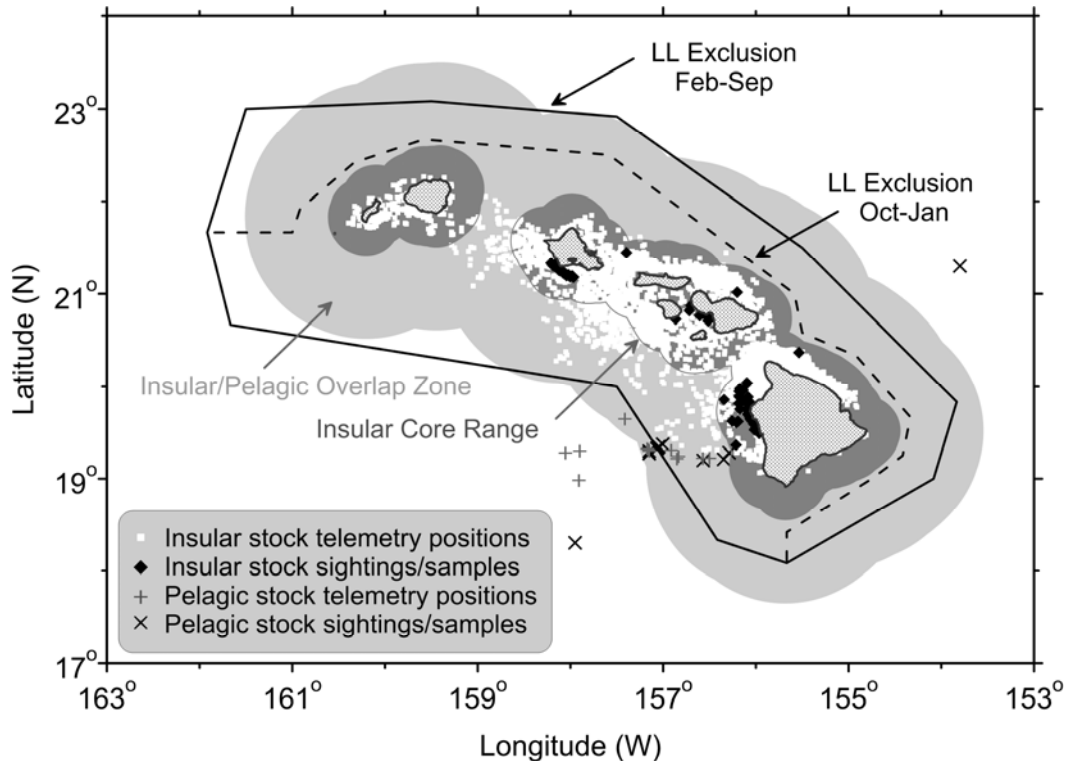 LL Exclusion
Feb-Sep
23°
LL Exclusion
Oct-Jan
21°
Latitude (N)
Insular/Pelagic Overlap Zone
Insular Core Range
19°
Insular stock telemetry positions
Insular stock sightings/samples
Pelagic stock telemetry positions
Pelagic stock sightings/samples
17°
163° 161° 159° 157° 155° 153°
Longitude (W)